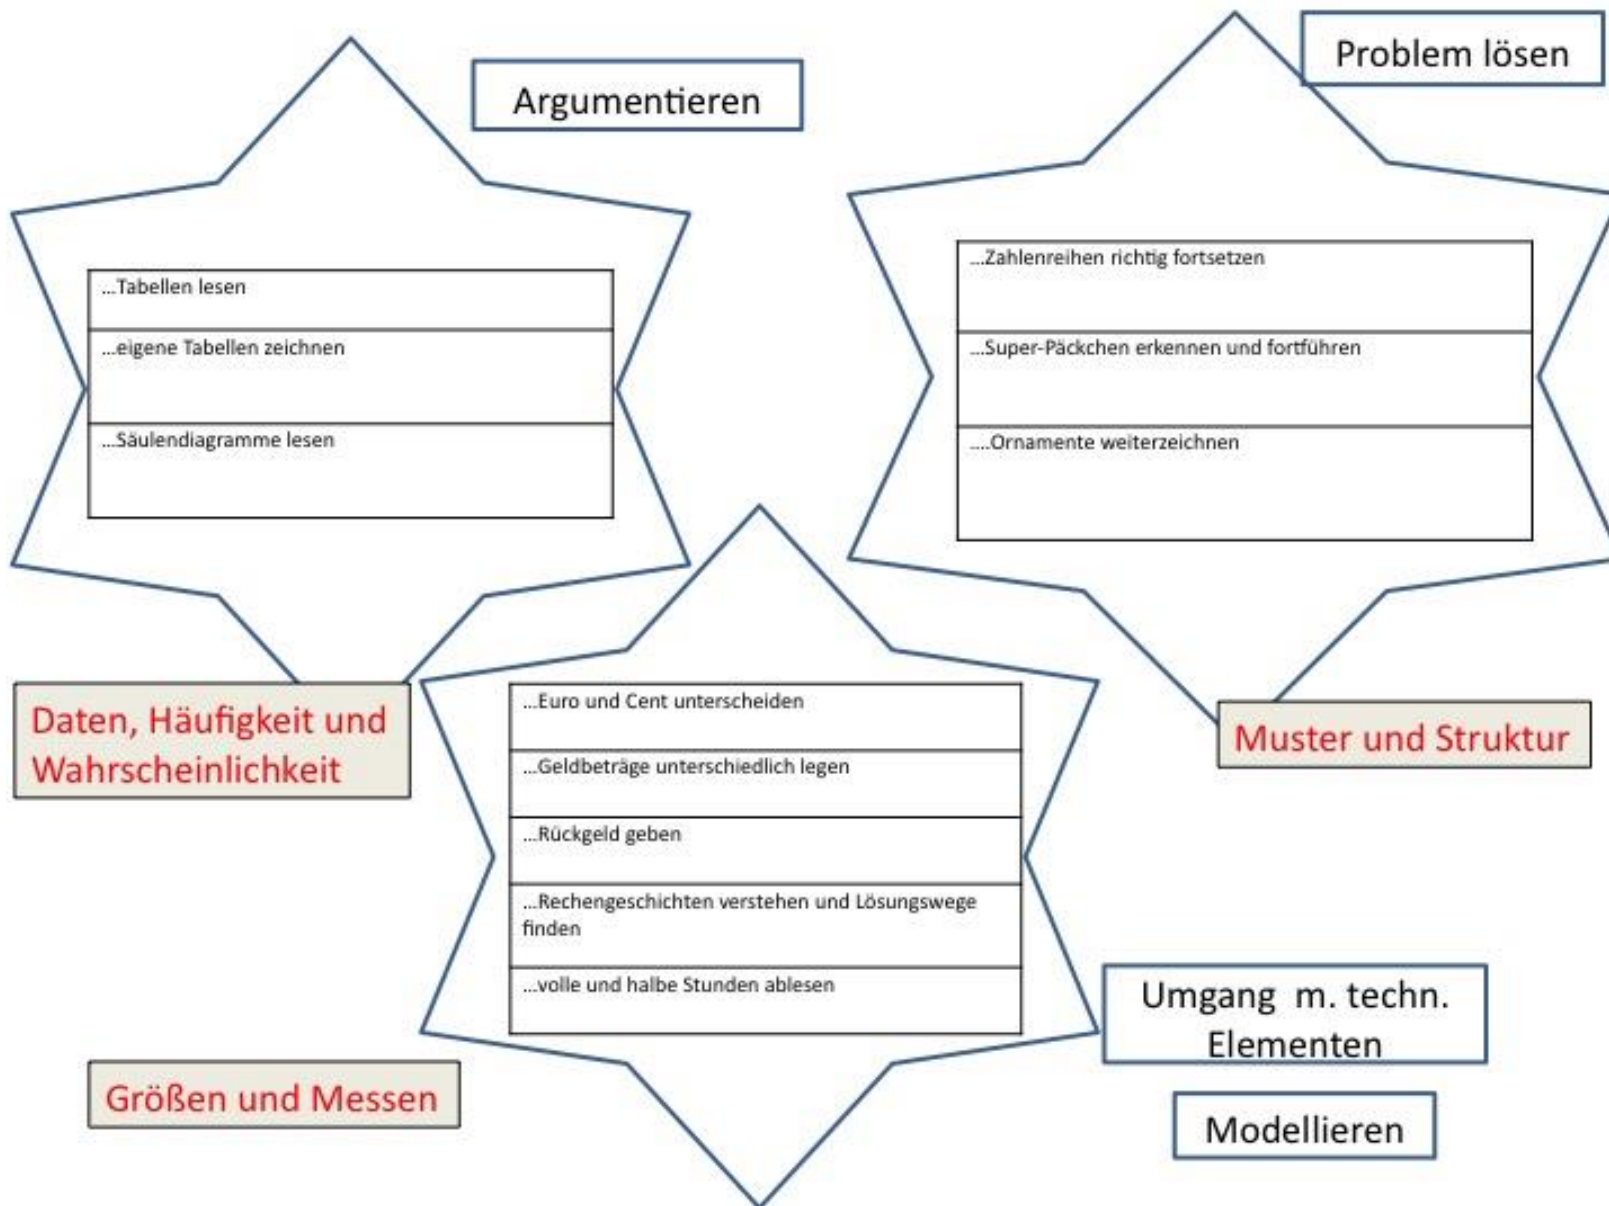 Argumentieren
Problem lösen
...Tabellen lesen
...eigene Tabellen zeichnen
...Säulendiagramme lesen
...Zahlenreihen richtig fortsetzen
...Super-Päckchen erkennen und fortführen
....Ornamente weiterzeichnen
Daten, Häufigkeit und
Wahrscheinlichkeit
Muster und Struktur
...Euro und Cent unterscheiden
...Geldbeträge unterschiedlich legen
...Rückgeld geben
...Rechengeschichten verstehen und Lösungswege
finden
...volle und halbe Stunden ablesen
Umgang m. techn.
Elementen
Größen und Messen
Modellieren